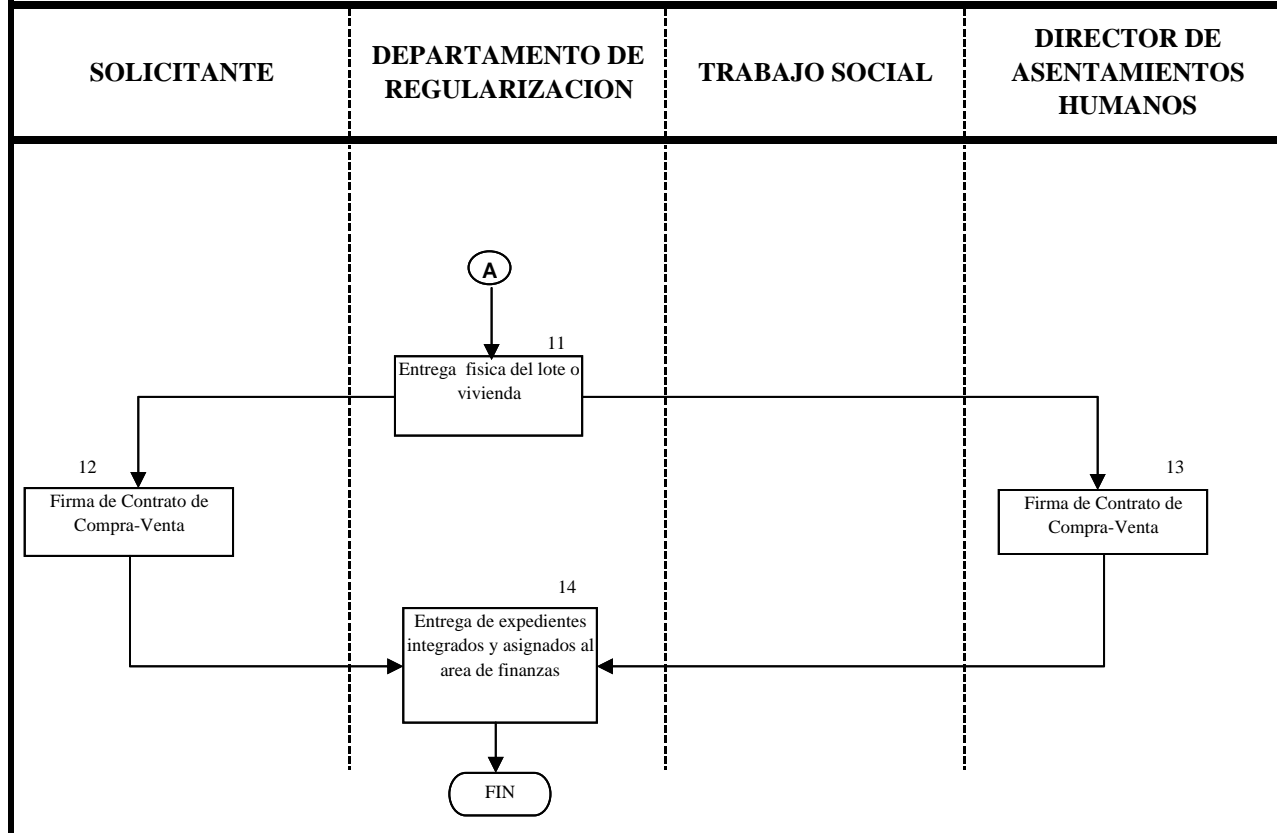 SOLICITANTE
DEPARTAMENTO DE
REGULARIZACION
TRABAJO SOCIAL
DIRECTOR DE
ASENTAMIENTOS
HUMANOS
A
11
Entrega fisica del lote o
vivienda
12
Firma de Contrato de
Compra-Venta
13
Firma de Contrato de
Compra-Venta
14
Entrega de expedientes
integrados y asignados al
area de finanzas
FIN